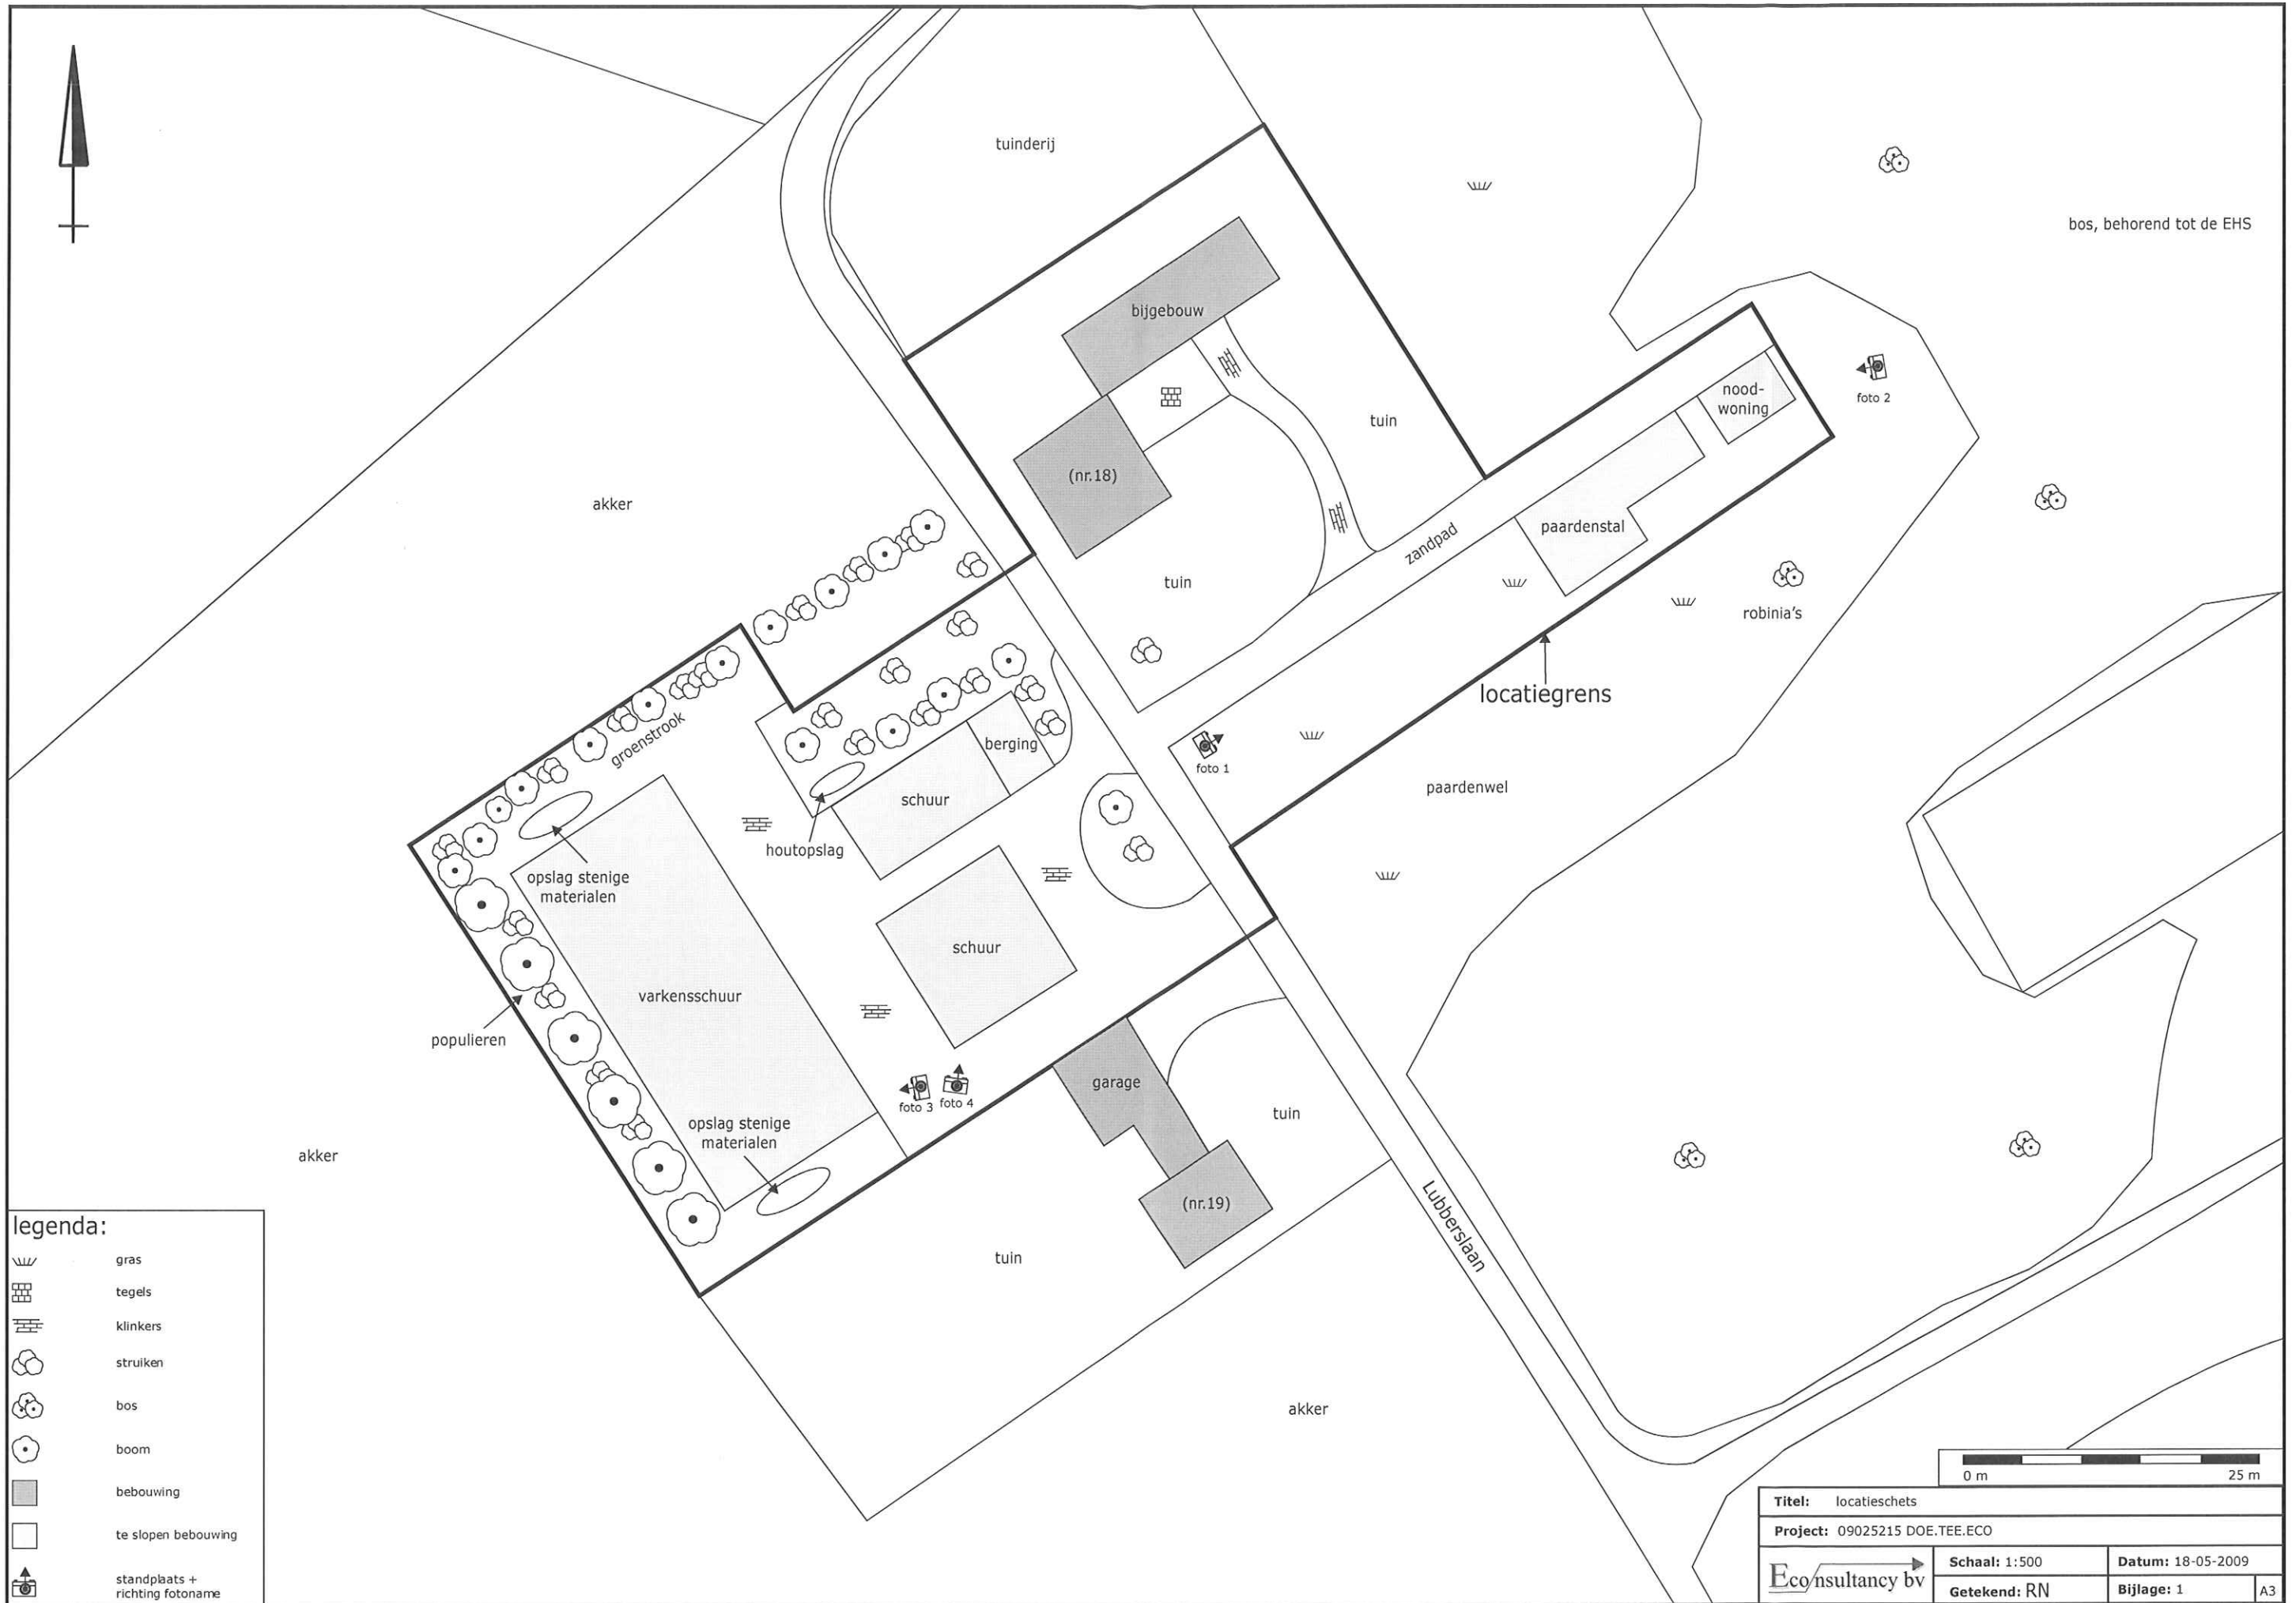 tuinderij
bos, behorend tot de EHS
bijgebouw
nood-
woning
foto 2
tuin
(nr.18)
akker
paardenstal
zandpad
tuin
robinia's
locatiegrens
groenstrook
berging
foto 1
paardenwel
schuur
houtopslag
opslag stenige
materialen
schuur
varkensschuur
populieren
garage
foto 3
foto 4
tuin
opslag stenige
materialen
akker
(nr.19)
Lubberslaan
tuin
akker
legenda:
gras
tegels
klinkers
struiken
bos
boom
bebouwing
te slopen bebouwing
standplaats +
richting fotoname
0 m 25 m
Titel: locatieschets
Project: 09025215 DOE.TEE.ECO
Econsultancy bv
Schaal: 1:500
Datum: 18-05-2009
Getekend: RN
Bijlage: 1
A3